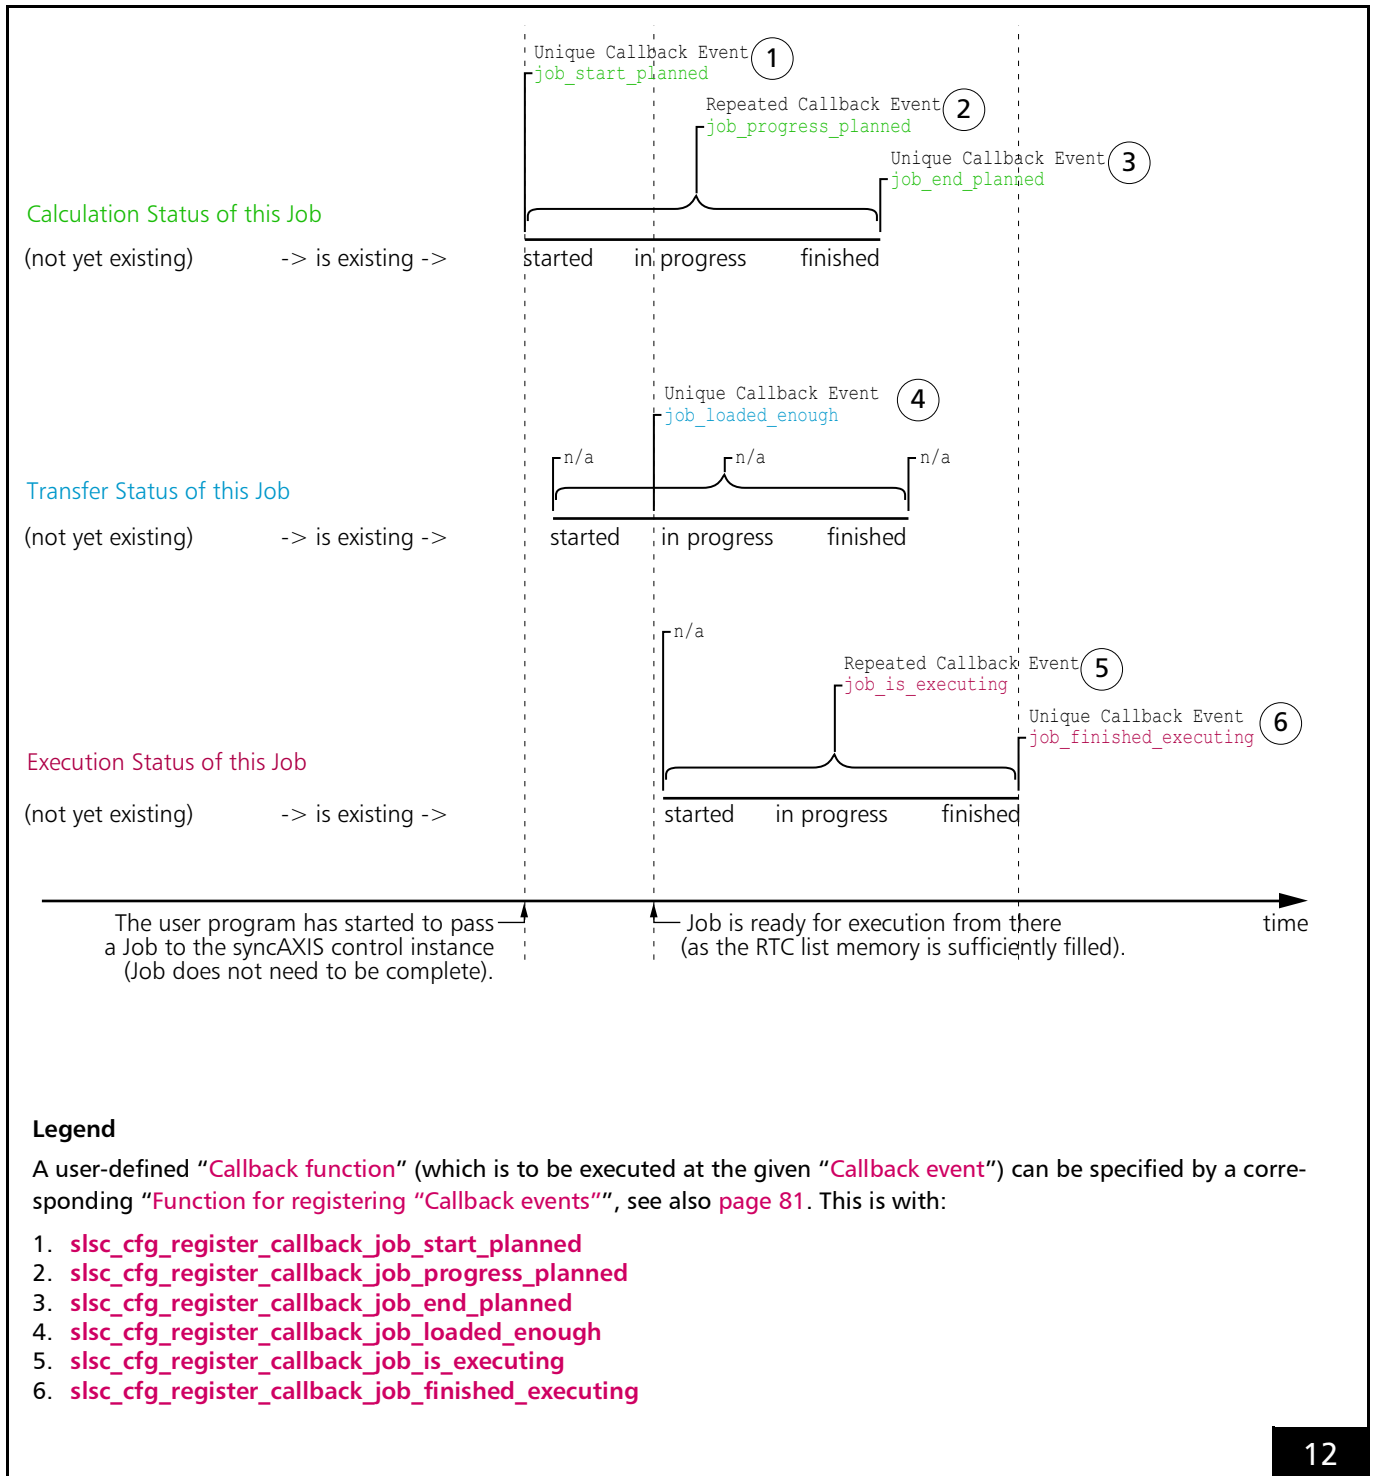 Unique Callback Event 1
job_start_planned
Repeated Callback Event 2
job_progress_planned
Unique Callback Event 3
job_end_planned
Calculation Status of this Job
(not yet existing) -> is existing -> started in progress finished
Unique Callback Event 4
job_loaded_enough
n/a n/a n/a
Transfer Status of this Job
(not yet existing) -> is existing -> started in progress finished
n/a
Repeated Callback Event 5
job_is_executing
Unique Callback Event 6
job_finished_executing
Execution Status of this Job
(not yet existing) -> is existing -> started in progress finished
time
The user program has started to pass
a Job to the syncAXIS control instance
(Job does not need to be complete).
Job is ready for execution from there
(as the RTC list memory is sufficiently filled).
Legend
A user-defined “Callback function” (which is to be executed at the given “Callback event”) can be specified by a corre-
sponding “Function for registering “Callback events””, see also page 81. This is with:
1. slsc_cfg_register_callback_job_start_planned
2. slsc_cfg_register_callback_job_progress_planned
3. slsc_cfg_register_callback_job_end_planned
4. slsc_cfg_register_callback_job_loaded_enough
5. slsc_cfg_register_callback_job_is_executing
6. slsc_cfg_register_callback_job_finished_executing
12